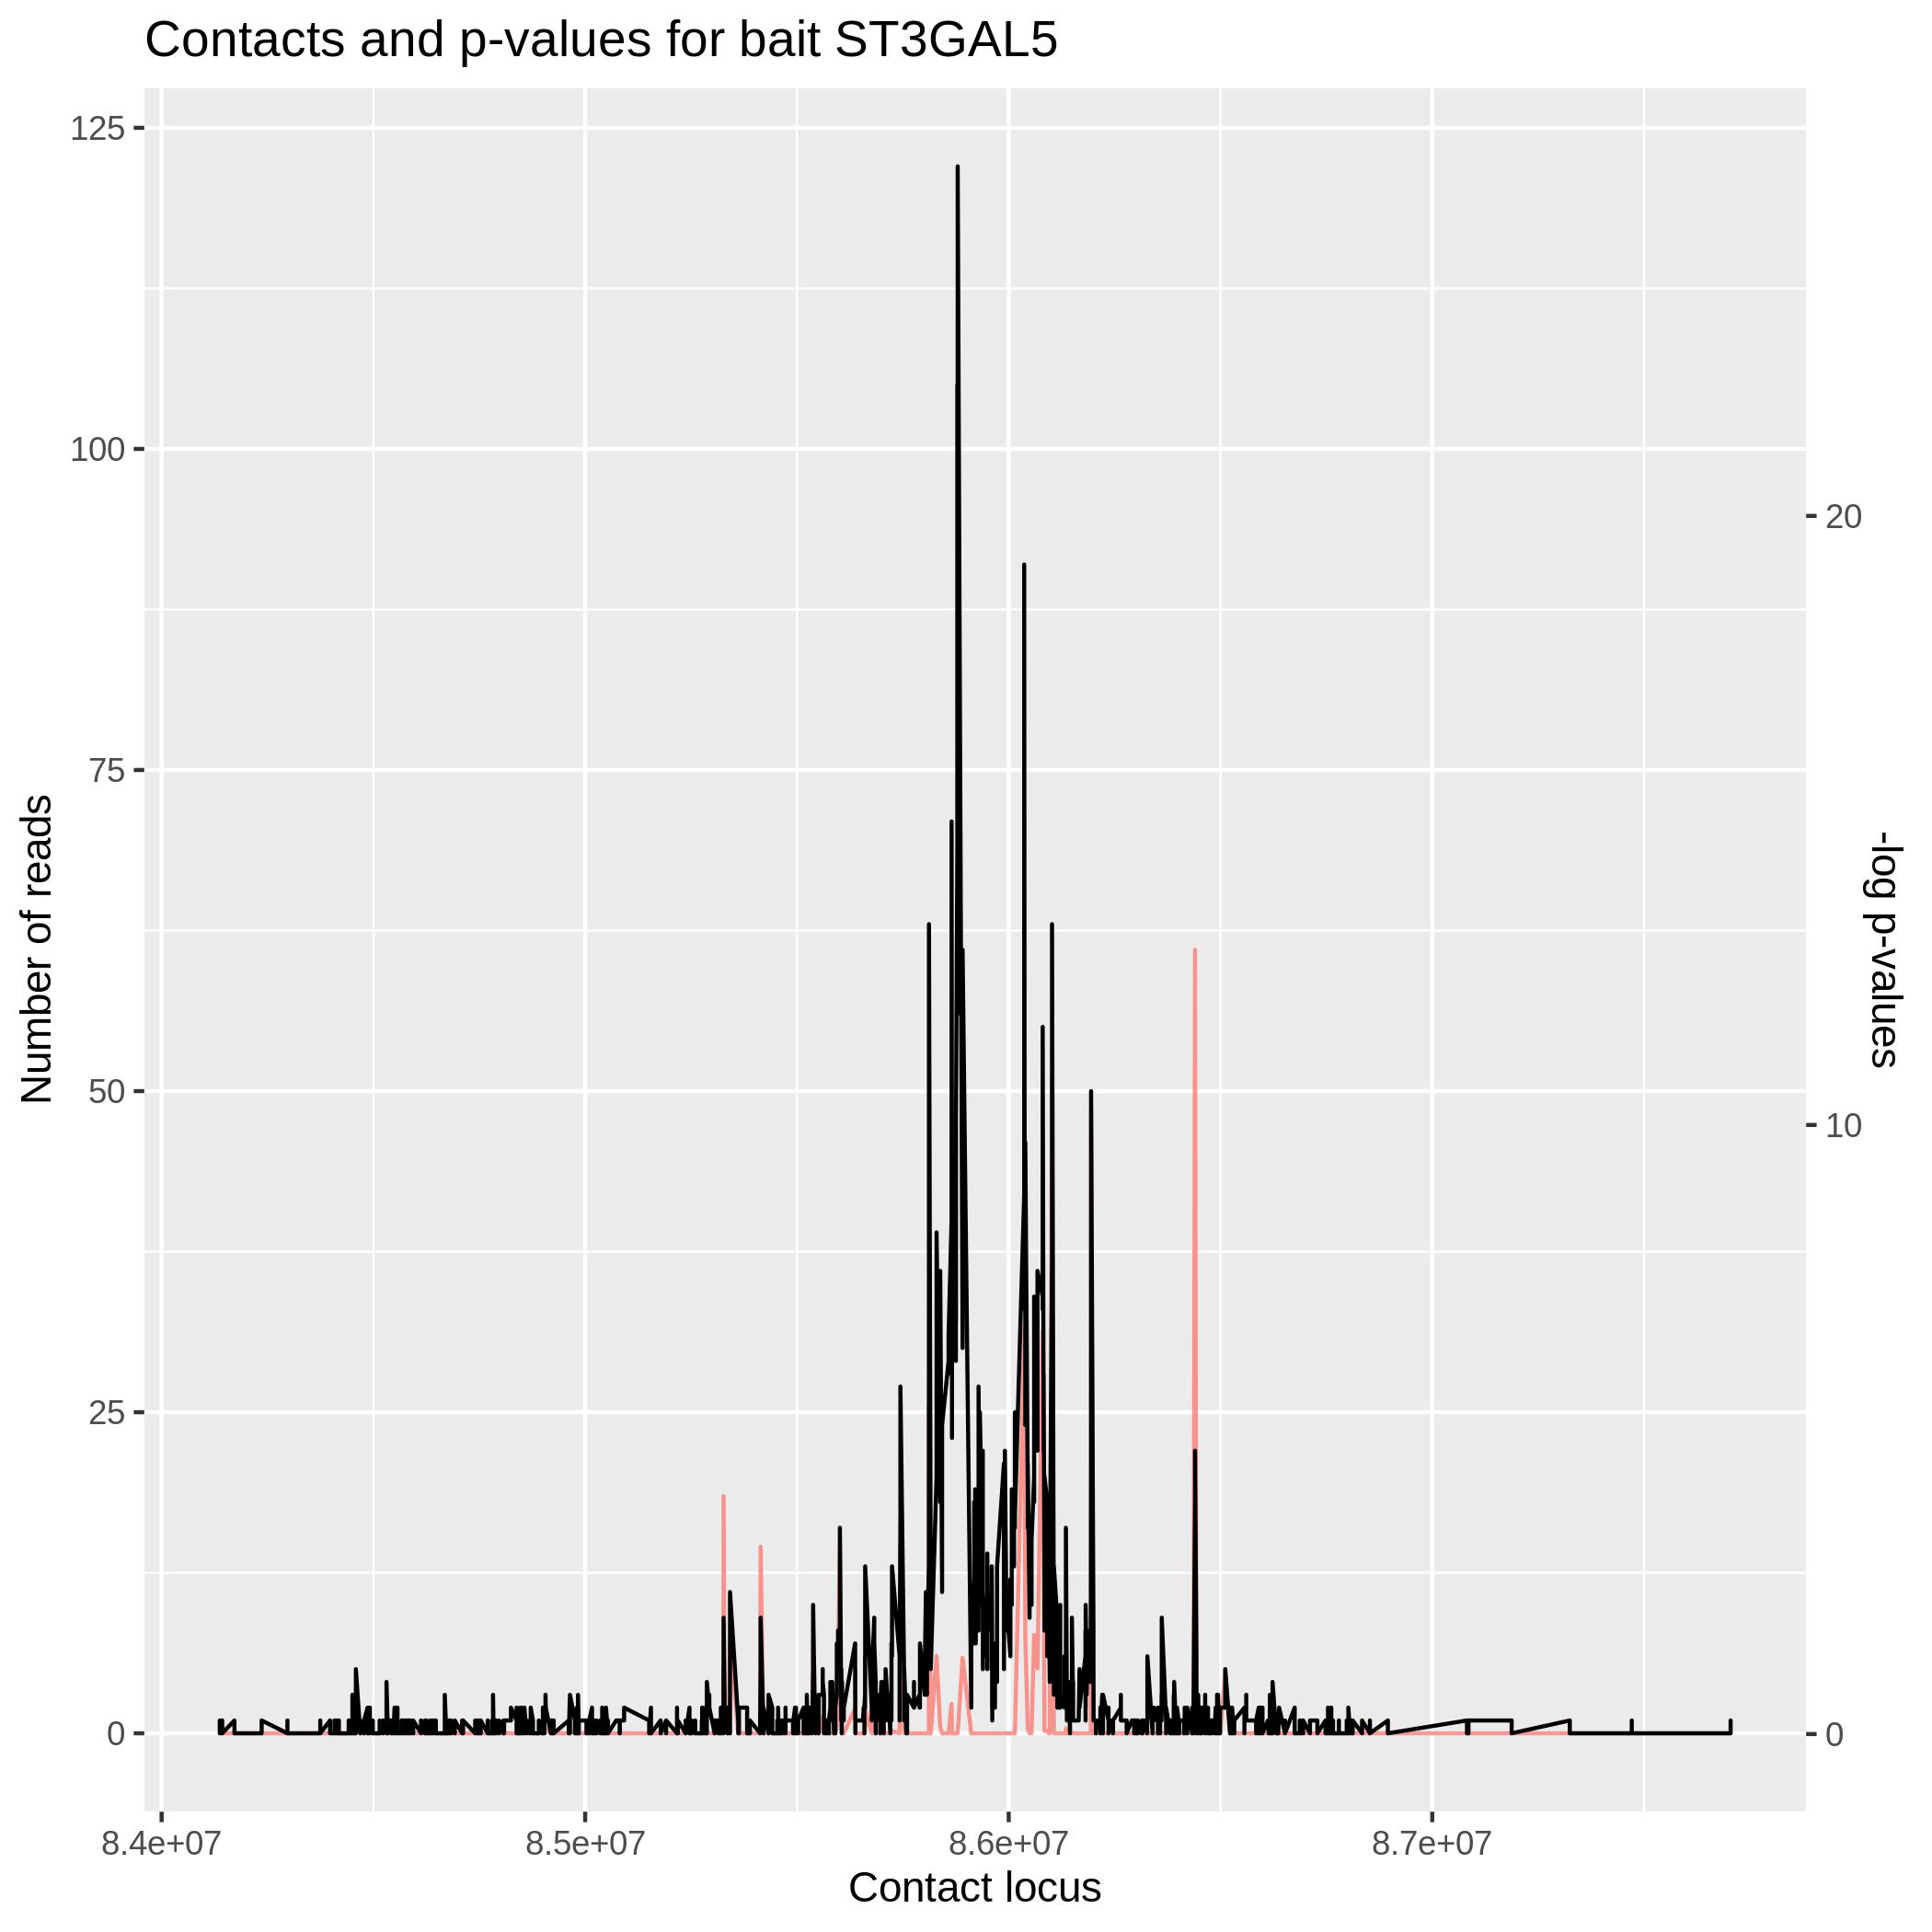 Contacts and p-values for bait ST3GAL5
125
100
75
50
25
0
Number of reads
20
10
0
-log p-values
8.4e+07
8.5e+07
8.6e+07
8.7e+07
Contact locus